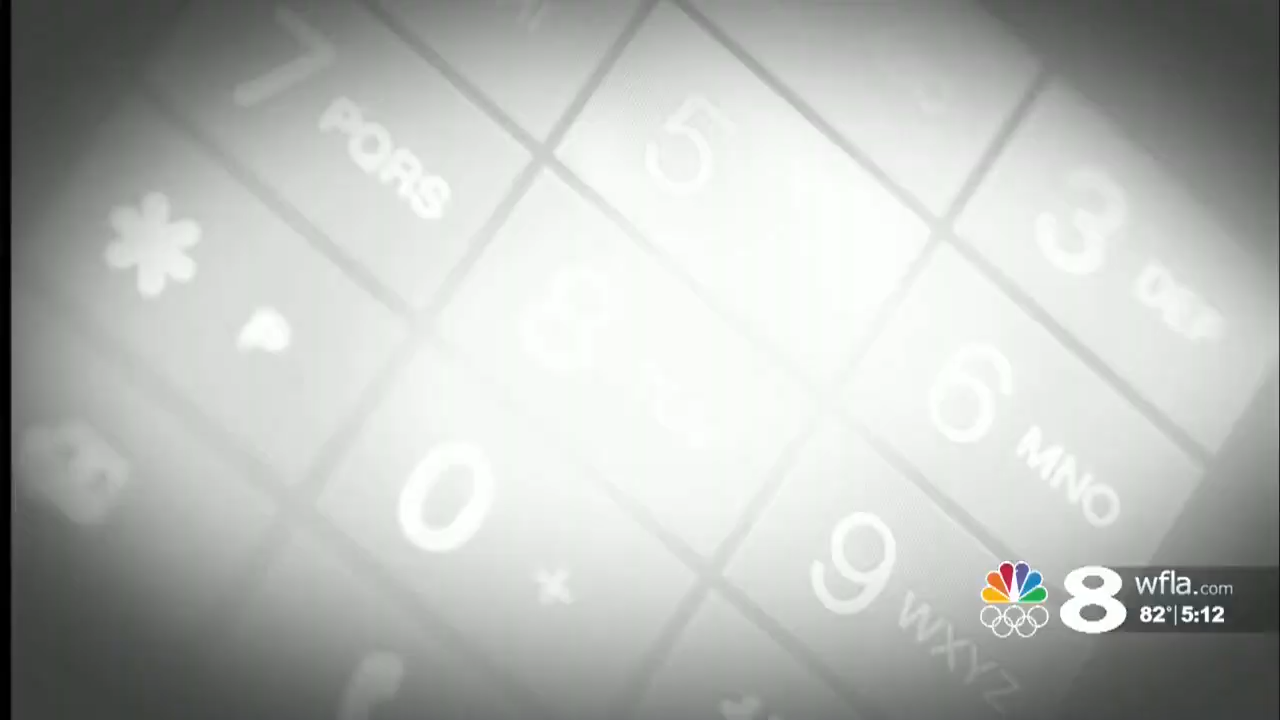 7 PQRS
5
3 DEF
*
8
6 MNO
0
9 WXYZ
8 wfla.com
82° | 5:12